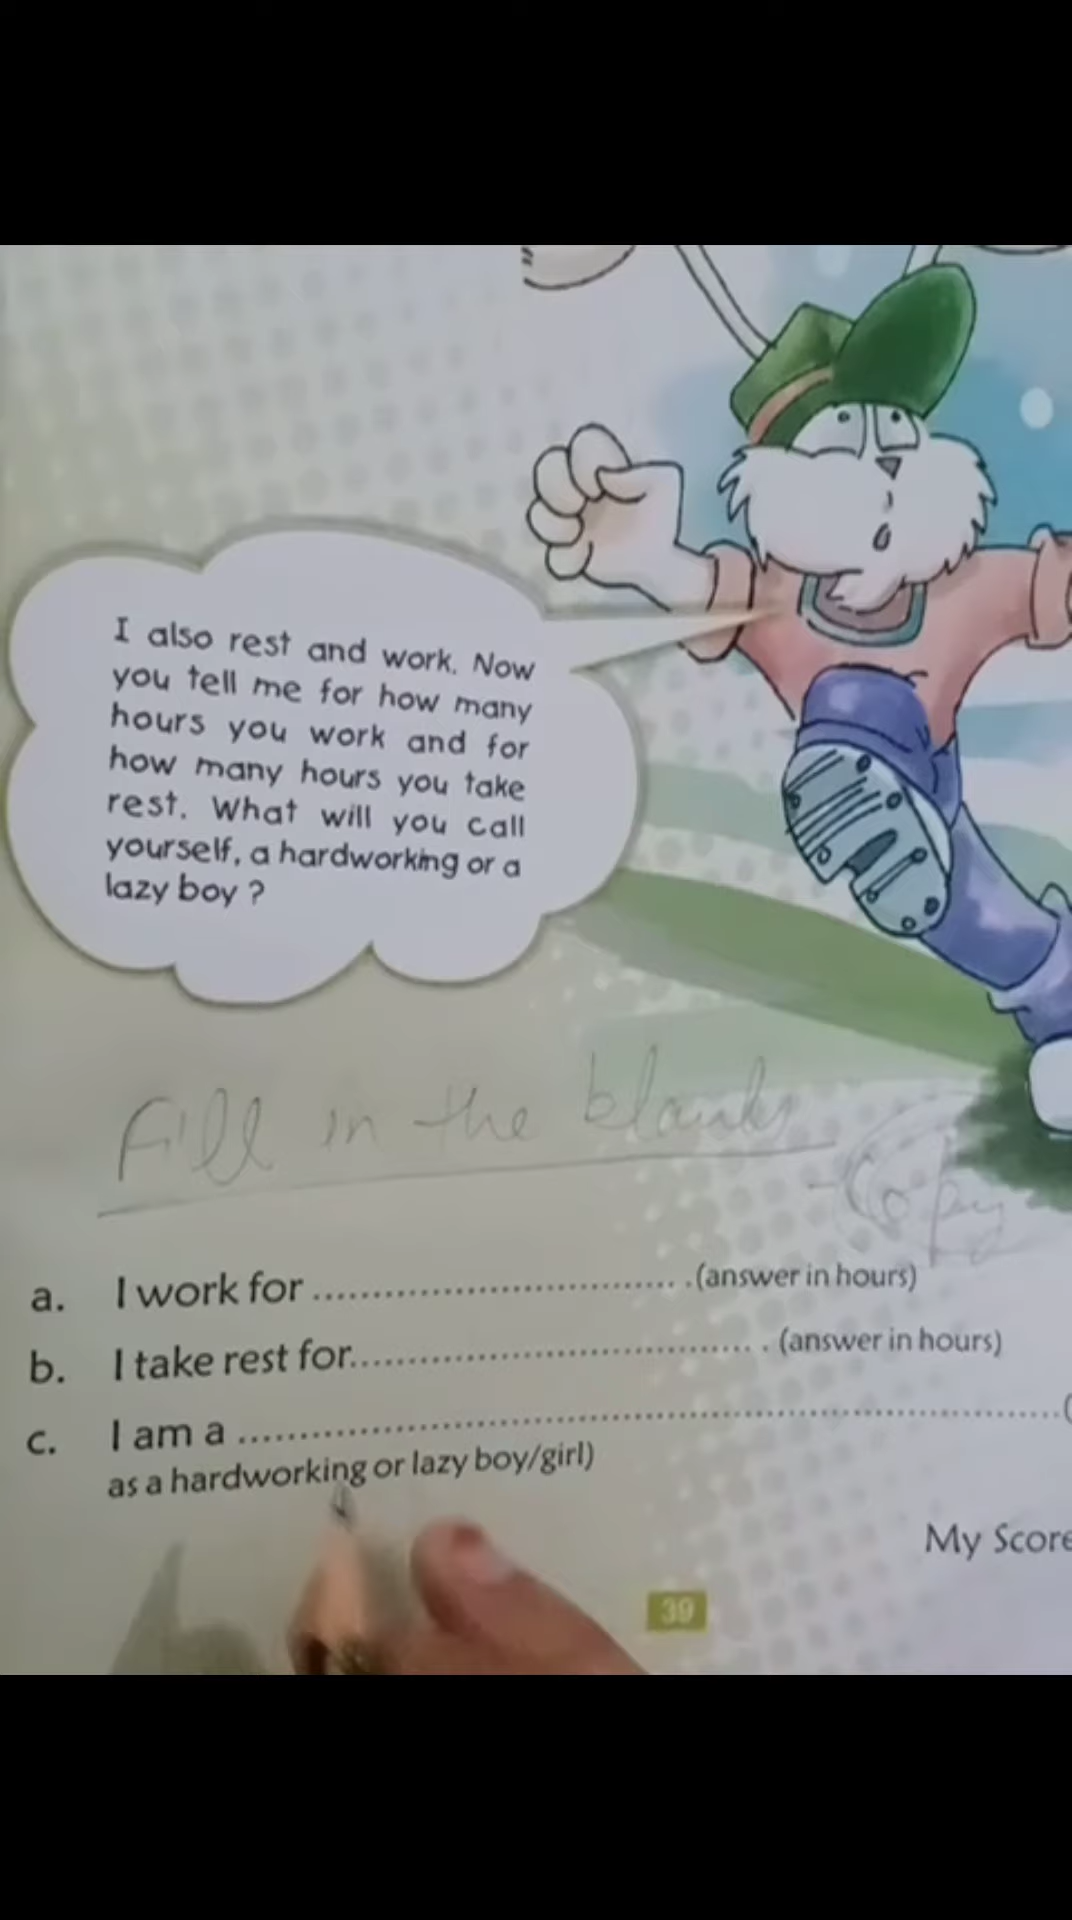 I also rest and work. Now
you tell me for how many
hours you work and for
how many hours you take
rest. What will you call
yourself, a hardworking or a
lazy boy ?
Fill in the blanks
Copy
a. I work for ................................ .(answer in hours)
b. I take rest for.................................... . (answer in hours)
c. I am a ........................................................................(
as a hardworking or lazy boy/girl)
My Score
39